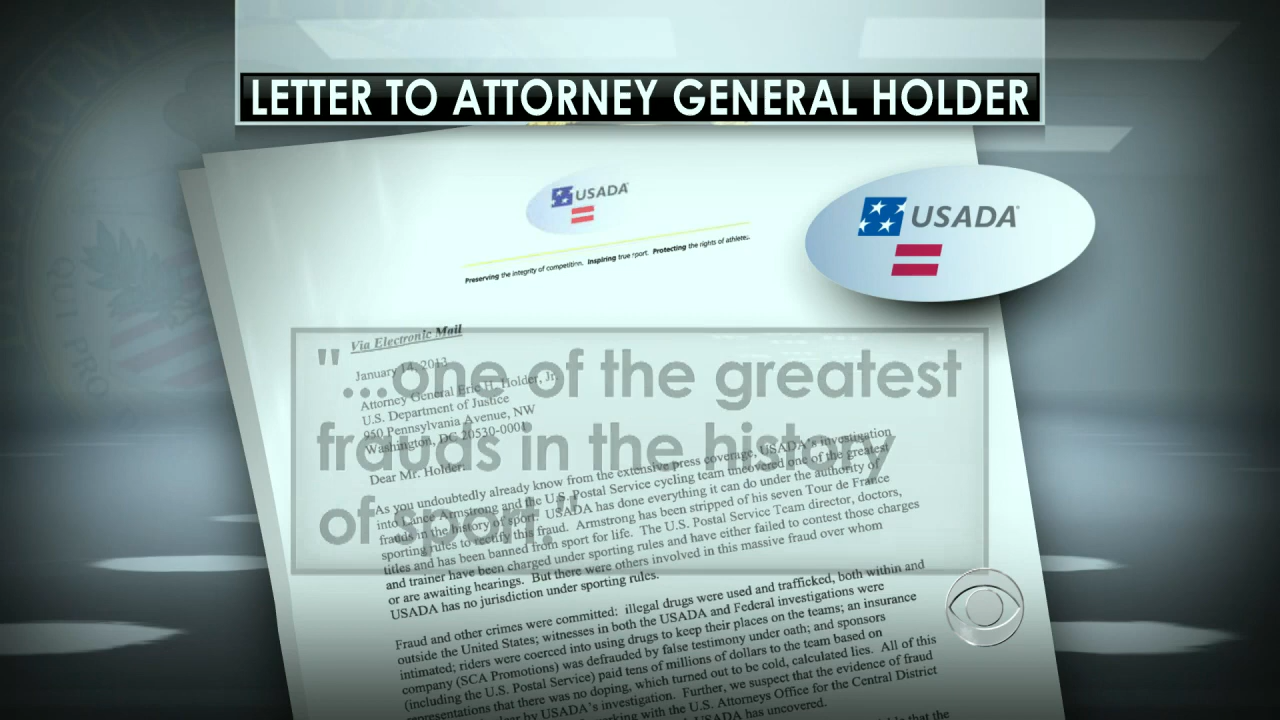 LETTER TO ATTORNEY GENERAL HOLDER
USADA
USADA
Preserving the integrity of competition. Inspiring true sport. Protecting the rights of athletes.
QUI PRO
Via Electronic Mail
January 14, 2013
Attorney General Eric H. Holder, Jr.
U.S. Department of Justice
950 Pennsylvania Avenue, NW
Washington, DC 20530-0001
Dear Mr. Holder:
"...one of the greatest
frauds in the history
of sport."
As you undoubtedly already know from the extensive press coverage, USADA's investigation
into Lance Armstrong and the U.S. Postal Service cycling team uncovered one of the greatest
frauds in the history of sport. USADA has done everything it can do under the authority of
sporting rules to rectify this fraud. Armstrong has been stripped of his seven Tour de France
titles and has been banned from sport for life. The U.S. Postal Service Team director, doctors,
and trainer have been charged under sporting rules and have either failed to contest those charges
or are awaiting hearings. But there were others involved in this massive fraud over whom
USADA has no jurisdiction under sporting rules.
Fraud and other crimes were committed: illegal drugs were used and trafficked, both within and
outside the United States; witnesses in both the USADA and Federal investigations were
intimated; riders were coerced into using drugs to keep their places on the teams; an insurance
company (SCA Promotions) was defrauded by false testimony under oath; and sponsors
(including the U.S. Postal Service) paid tens of millions of dollars to the team based on
representations that there was no doping, which turned out to be cold, calculated lies. All of this
by USADA's investigation. Further, we suspect that the evidence of fraud
working with the U.S. Attorneys Office for the Central District
USADA has uncovered.
that the